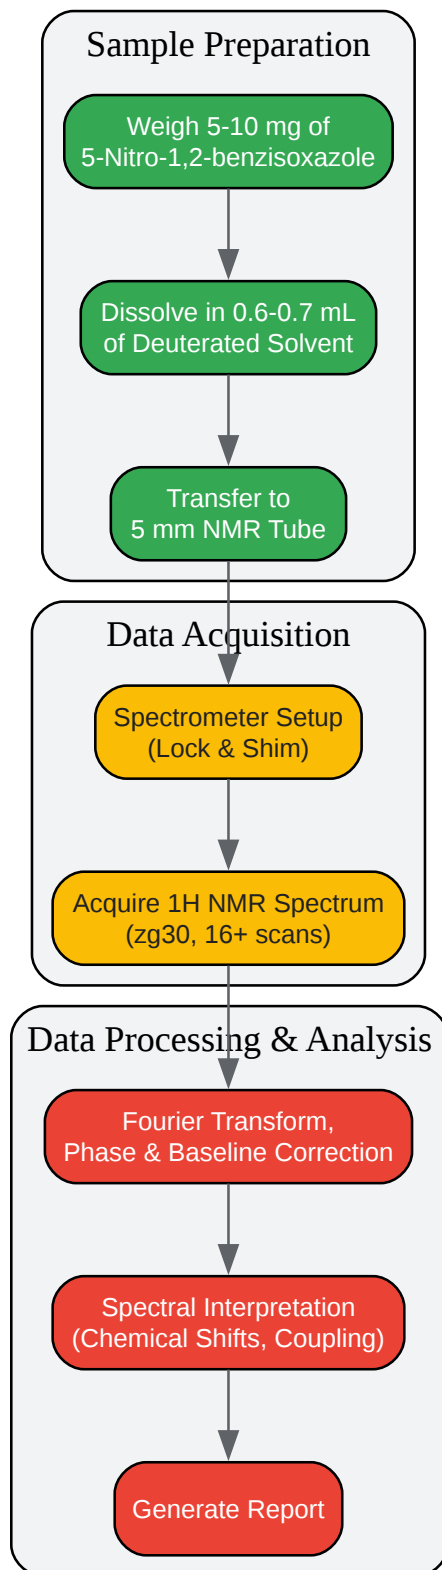 Sample Preparation
Weigh 5-10 mg of
5-Nitro-1,2-benzisoxazole
Dissolve in 0.6-0.7 mL
of Deuterated Solvent
Transfer to
5 mm NMR Tube
Data Acquisition
Spectrometer Setup
(Lock & Shim)
Acquire 1H NMR Spectrum
(zg30, 16+ scans)
Data Processing & Analysis
Fourier Transform,
Phase & Baseline Correction
Spectral Interpretation
(Chemical Shifts, Coupling)
Generate Report